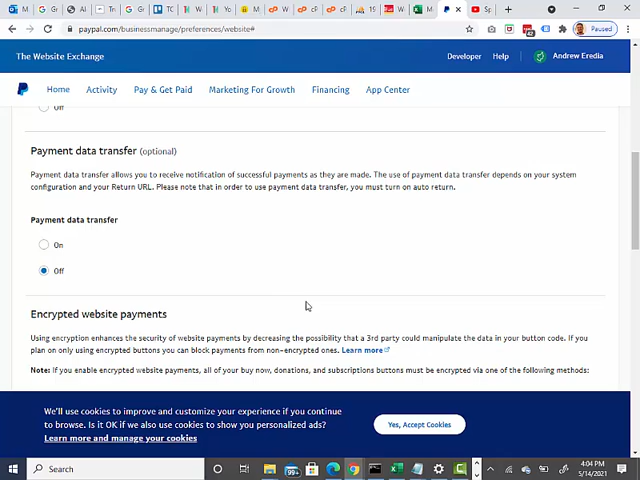 M
G
Al
Tn
G
G
TC
W
Yo
M
W
cP
cP
19
W
M
P
Sp
paypal.com/businessmanage/preferences/website#
Paused
The Website Exchange
Developer
Help
Andrew Eredia
Home
Activity
Pay & Get Paid
Marketing For Growth
Financing
App Center
Off
Payment data transfer (optional)
Payment data transfer allows you to receive notification of successful payments as they are made. The use of payment data transfer depends on your system
configuration and your Return URL. Please note that in order to use payment data transfer, you must turn on auto return.
Payment data transfer
On
Off
Encrypted website payments
Using encryption enhances the security of website payments by decreasing the possibility that a 3rd party could manipulate the data in your button code. If you
plan on only using encrypted buttons you can block payments from non-encrypted ones. Learn more
Note: If you enable encrypted website payments, all of your buy now, donations, and subscriptions buttons must be encrypted via one of the following methods:
We'll use cookies to improve and customize your experience if you continue
to browse. Is it OK if we also use cookies to show you personalized ads?
Learn more and manage your cookies
Yes, Accept Cookies
Search
99+
4:04 PM
5/14/2021